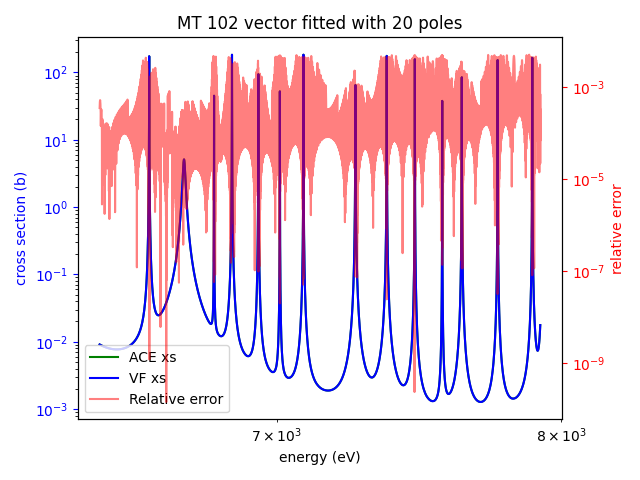 MT 102 vector fitted with 20 poles
cross section (b)
10²
10¹
10⁰
10⁻¹
10⁻²
10⁻³
10⁻³
10⁻⁵
10⁻⁷
10⁻⁹
relative error
ACE xs
VF xs
Relative error
7 × 10³
8 × 10³
energy (eV)